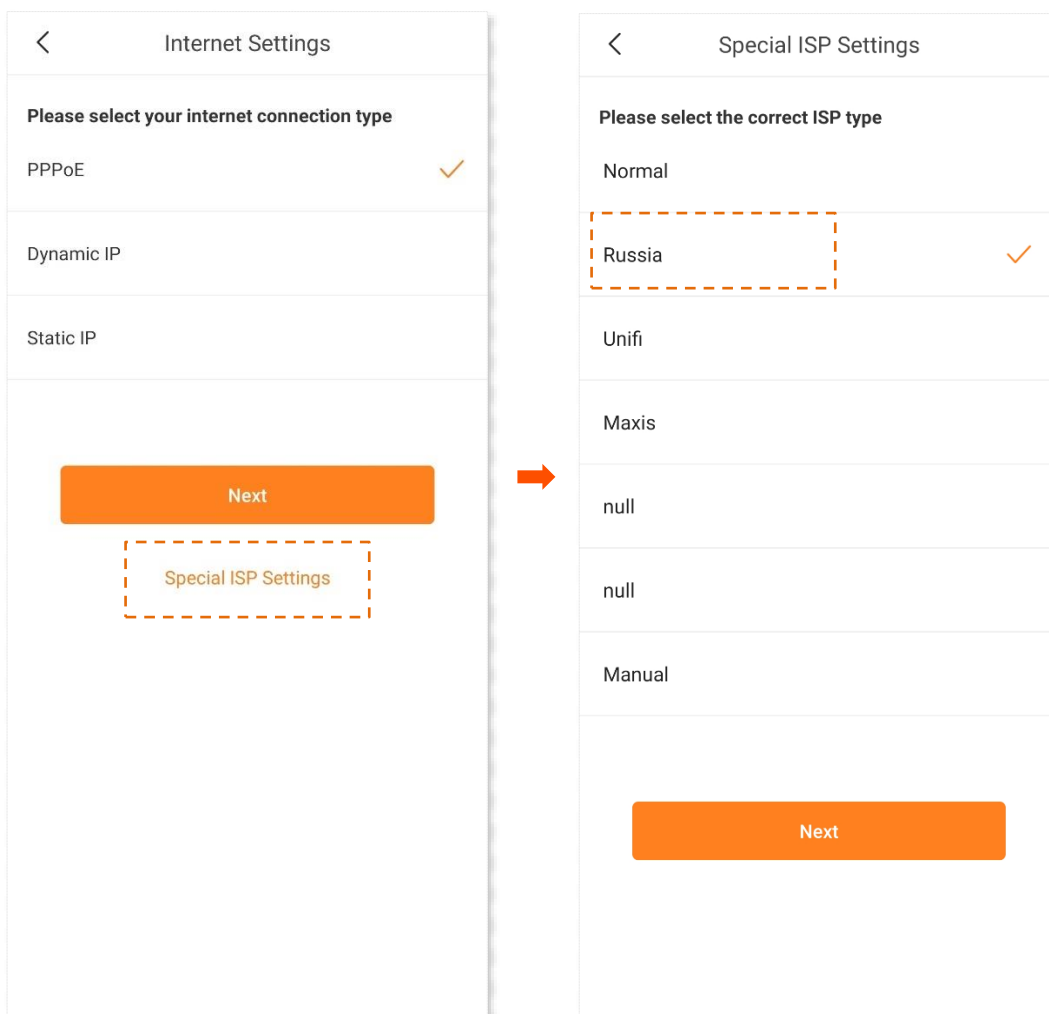 Internet Settings
Please select your internet connection type
PPPoE
Dynamic IP
Static IP
Next
Special ISP Settings
Special ISP Settings
Please select the correct ISP type
Normal
Russia
Unifi
Maxis
null
null
Manual
Next